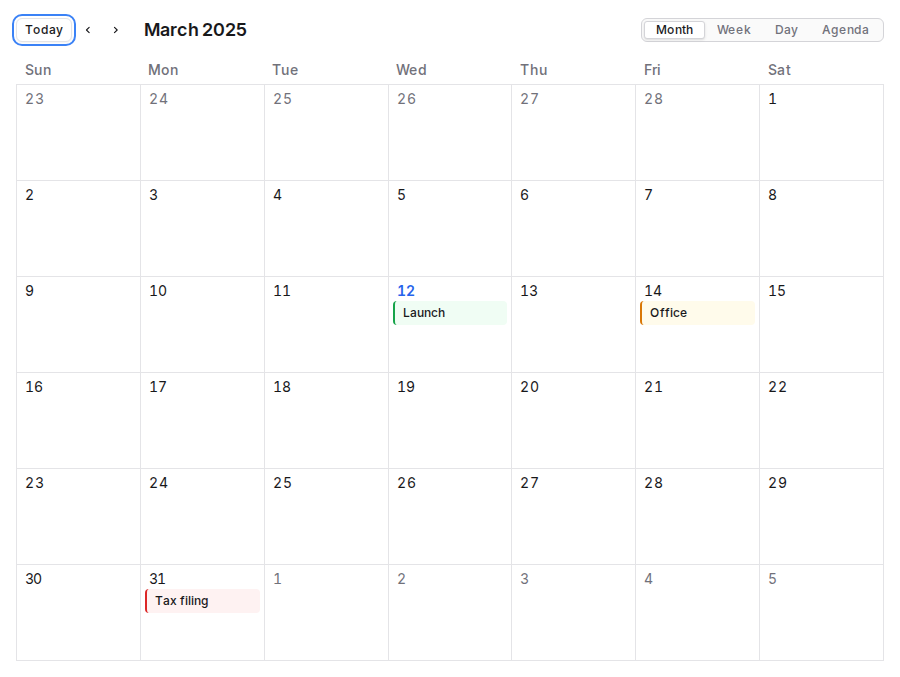 Today ‹ › March 2025 Month Week Day Agenda
Sun Mon Tue Wed Thu Fri Sat
23 24 25 26 27 28 1
2 3 4 5 6 7 8
9 10 11 12 13 14 15
Launch Office
16 17 18 19 20 21 22
23 24 25 26 27 28 29
30 31 1 2 3 4 5
Tax filing